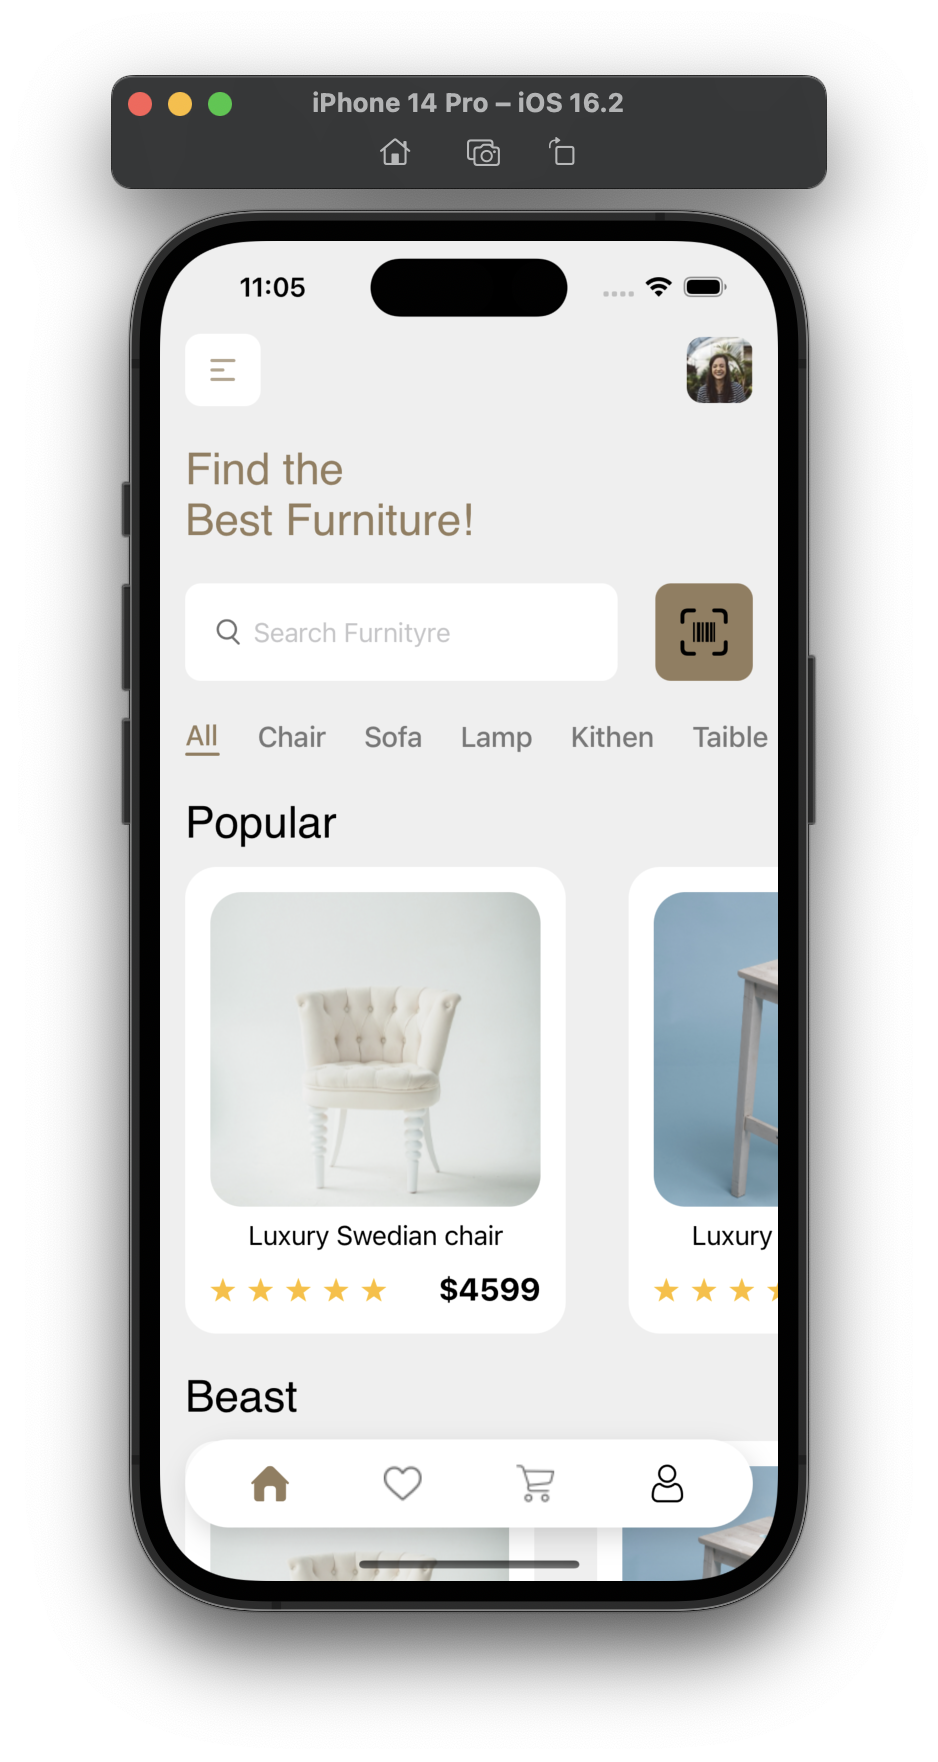 iPhone 14 Pro – iOS 16.2
11:05
Find the
Best Furniture!
Search Furnityre
All Chair Sofa Lamp Kithen Taible
Popular
Luxury Swedian chair Luxury
$4599
Beast